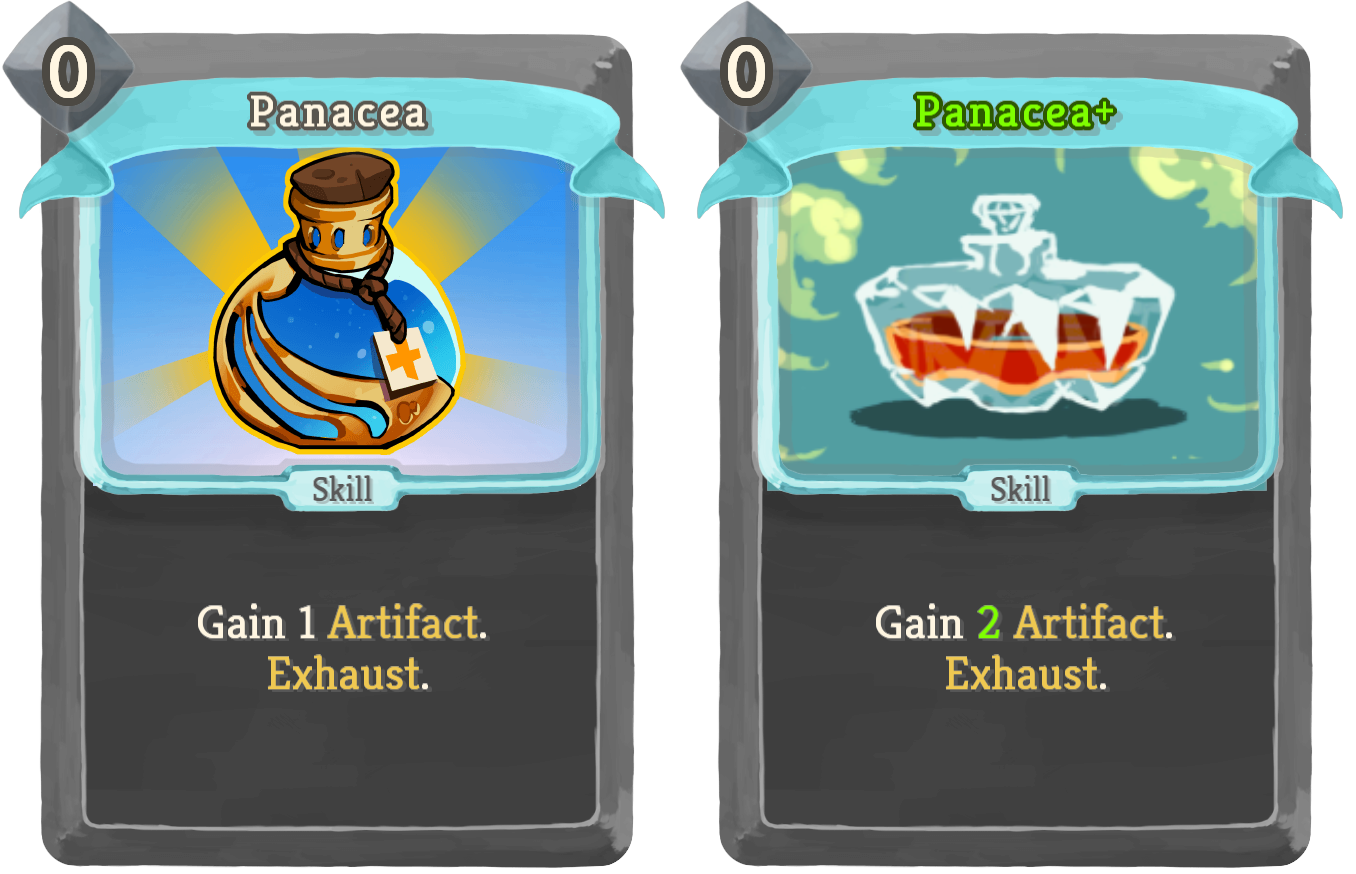 0
Panacea
Skill
Gain 1 Artifact.
Exhaust.
0
Panacea+
Skill
Gain 2 Artifact.
Exhaust.